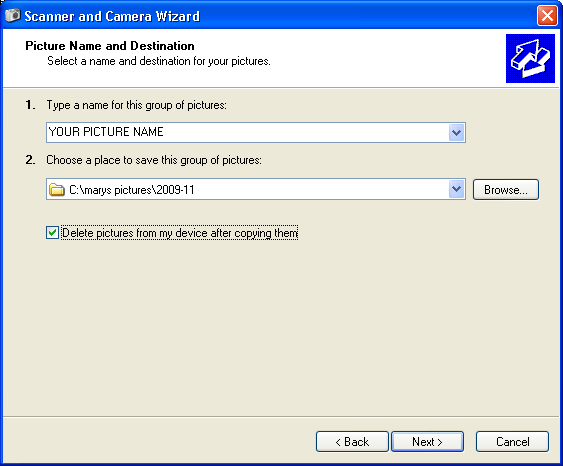 Scanner and Camera Wizard
Picture Name and Destination
Select a name and destination for your pictures.
1. Type a name for this group of pictures:
YOUR PICTURE NAME
2. Choose a place to save this group of pictures:
C:\marys pictures\2009-11
Browse...
Delete pictures from my device after copying them
< Back
Next >
Cancel